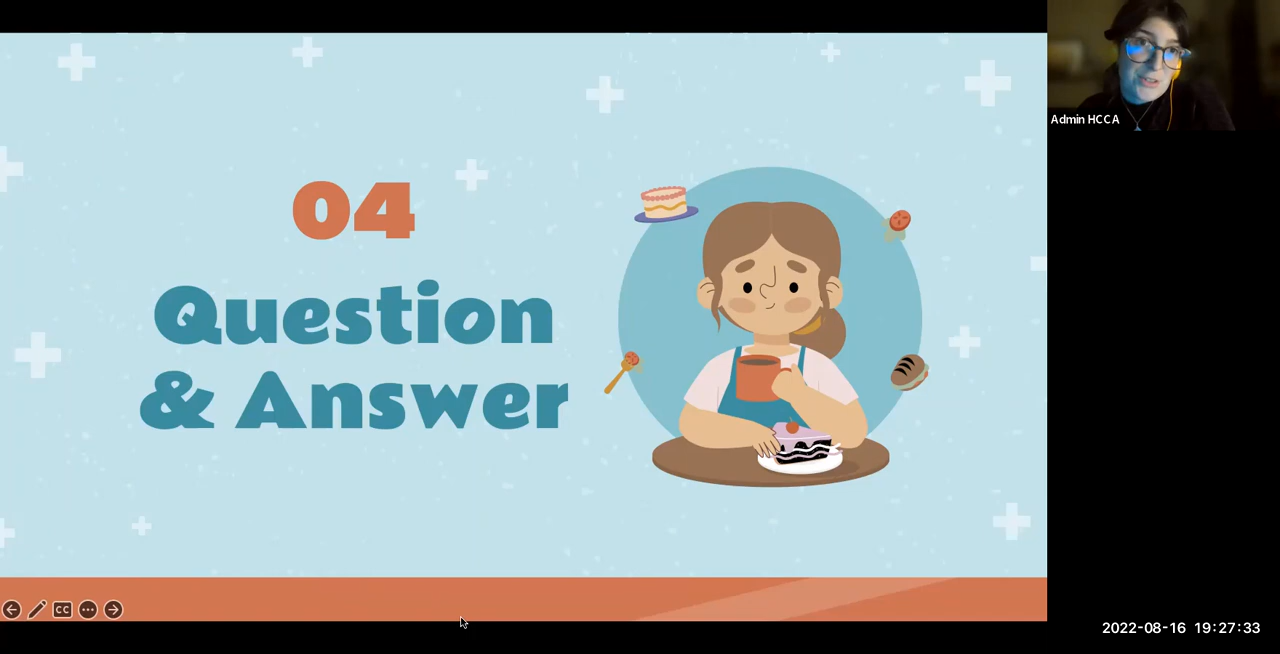 04
Question
& Answer
Admin HCCA
CC
2022-08-16 19:27:33